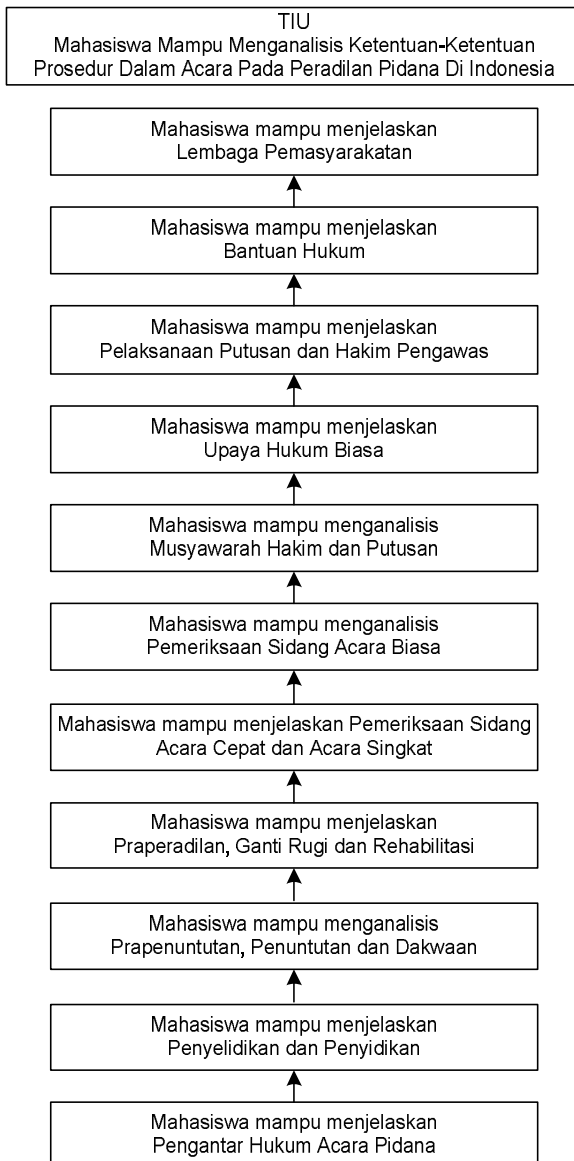 TIU
Mahasiswa Mampu Menganalisis Ketentuan-Ketentuan
Prosedur Dalam Acara Pada Peradilan Pidana Di Indonesia
Mahasiswa mampu menjelaskan
Lembaga Pemasyarakatan
Mahasiswa mampu menjelaskan
Bantuan Hukum
Mahasiswa mampu menjelaskan
Pelaksanaan Putusan dan Hakim Pengawas
Mahasiswa mampu menjelaskan
Upaya Hukum Biasa
Mahasiswa mampu menganalisis
Musyawarah Hakim dan Putusan
Mahasiswa mampu menganalisis
Pemeriksaan Sidang Acara Biasa
Mahasiswa mampu menjelaskan Pemeriksaan Sidang
Acara Cepat dan Acara Singkat
Mahasiswa mampu menjelaskan
Praperadilan, Ganti Rugi dan Rehabilitasi
Mahasiswa mampu menganalisis
Prapenuntutan, Penuntutan dan Dakwaan
Mahasiswa mampu menjelaskan
Penyelidikan dan Penyidikan
Mahasiswa mampu menjelaskan
Pengantar Hukum Acara Pidana